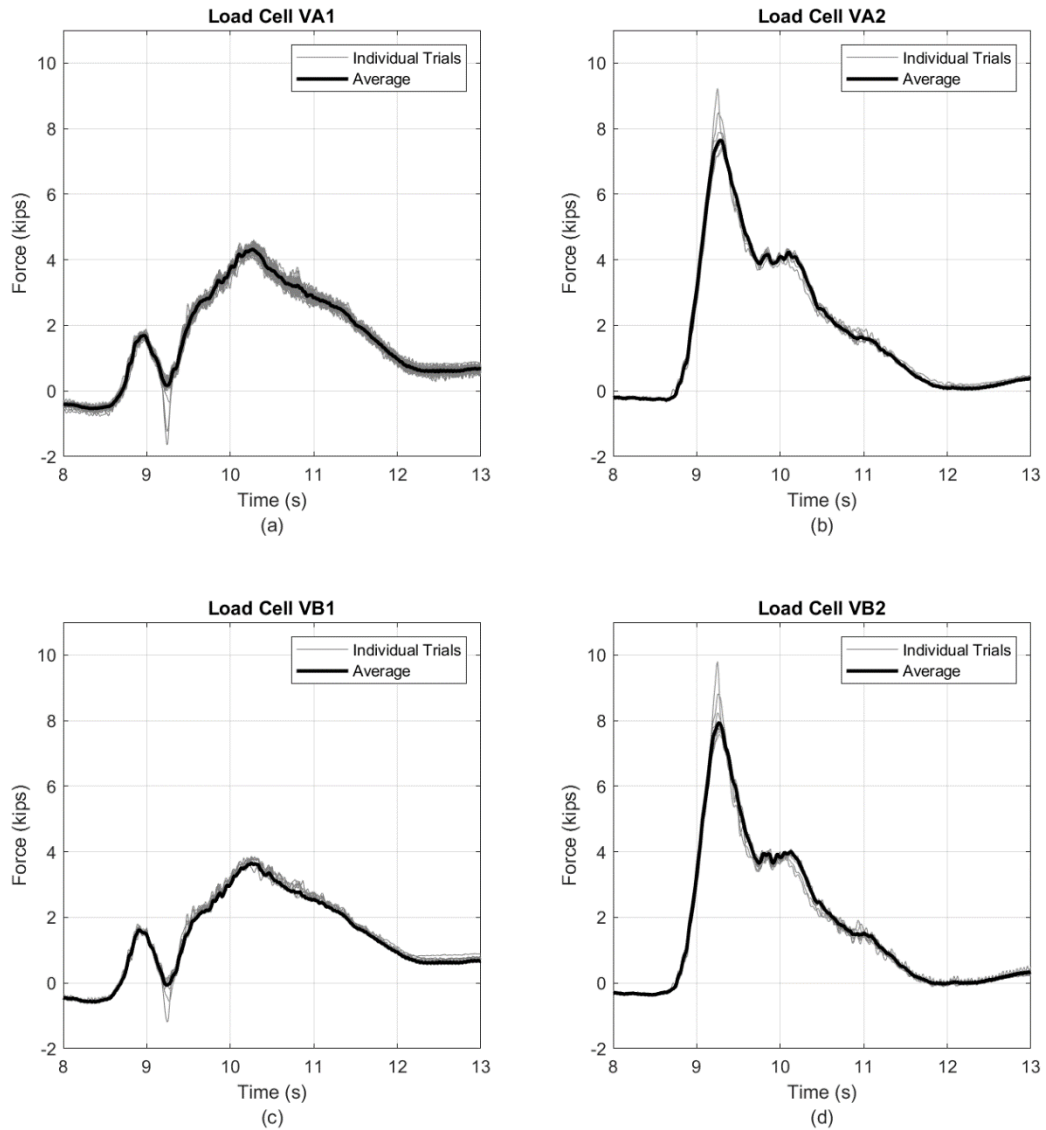 Load Cell VA1
Individual Trials
Average
10
8
6
4
2
0
-2
Force (kips)
8 9 10 11 12 13
Time (s)
(a)
Load Cell VA2
Individual Trials
Average
10
8
6
4
2
0
-2
Force (kips)
8 9 10 11 12 13
Time (s)
(b)
Load Cell VB1
Individual Trials
Average
10
8
6
4
2
0
-2
Force (kips)
8 9 10 11 12 13
Time (s)
(c)
Load Cell VB2
Individual Trials
Average
10
8
6
4
2
0
-2
Force (kips)
8 9 10 11 12 13
Time (s)
(d)